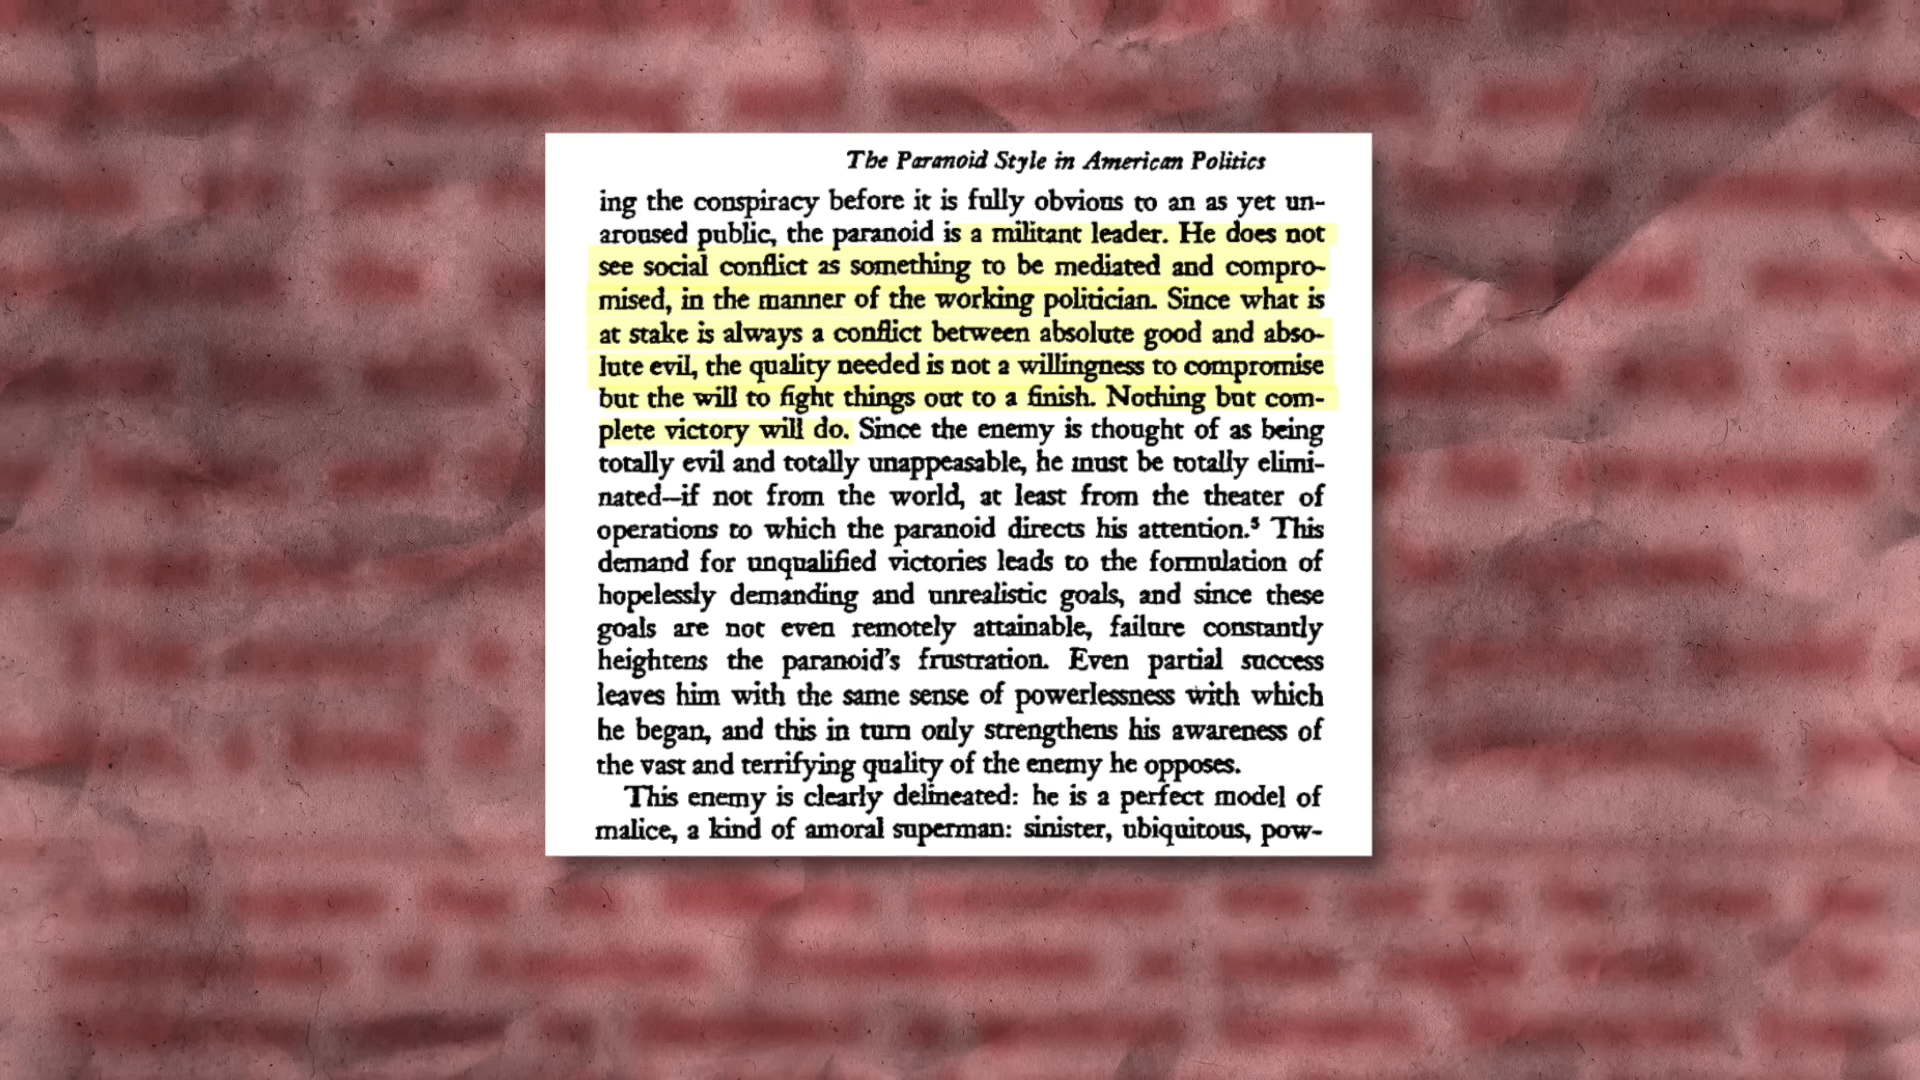 The Paranoid Style in American Politics
ing the conspiracy before it is fully obvious to an as yet un-
aroused public, the paranoid is a militant leader. He does not
see social conflict as something to be mediated and compro-
mised, in the manner of the working politician. Since what is
at stake is always a conflict between absolute good and abso-
lute evil, the quality needed is not a willingness to compromise
but the will to fight things out to a finish. Nothing but com-
plete victory will do. Since the enemy is thought of as being
totally evil and totally unappeasable, he must be totally elimi-
nated—if not from the world, at least from the theater of
operations to which the paranoid directs his attention.⁵ This
demand for unqualified victories leads to the formulation of
hopelessly demanding and unrealistic goals, and since these
goals are not even remotely attainable, failure constantly
heightens the paranoid's frustration. Even partial success
leaves him with the same sense of powerlessness with which
he began, and this in turn only strengthens his awareness of
the vast and terrifying quality of the enemy he opposes.
This enemy is clearly delineated: he is a perfect model of
malice, a kind of amoral superman: sinister, ubiquitous, pow-